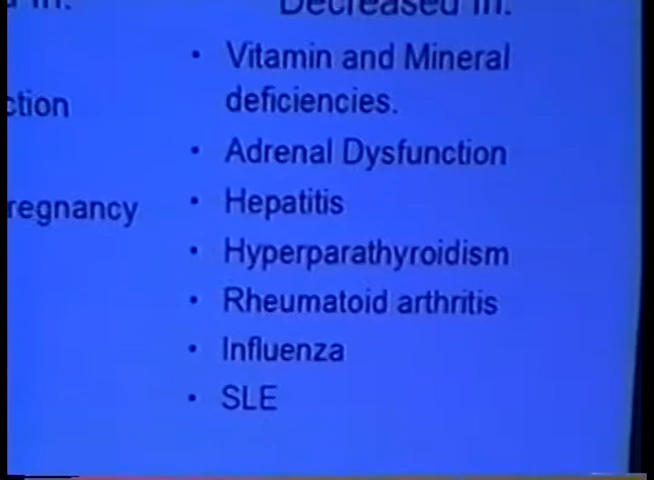 Decreased In:
• Vitamin and Mineral
deficiencies.
ction
• Adrenal Dysfunction
regnancy
• Hepatitis
• Hyperparathyroidism
• Rheumatoid arthritis
• Influenza
• SLE